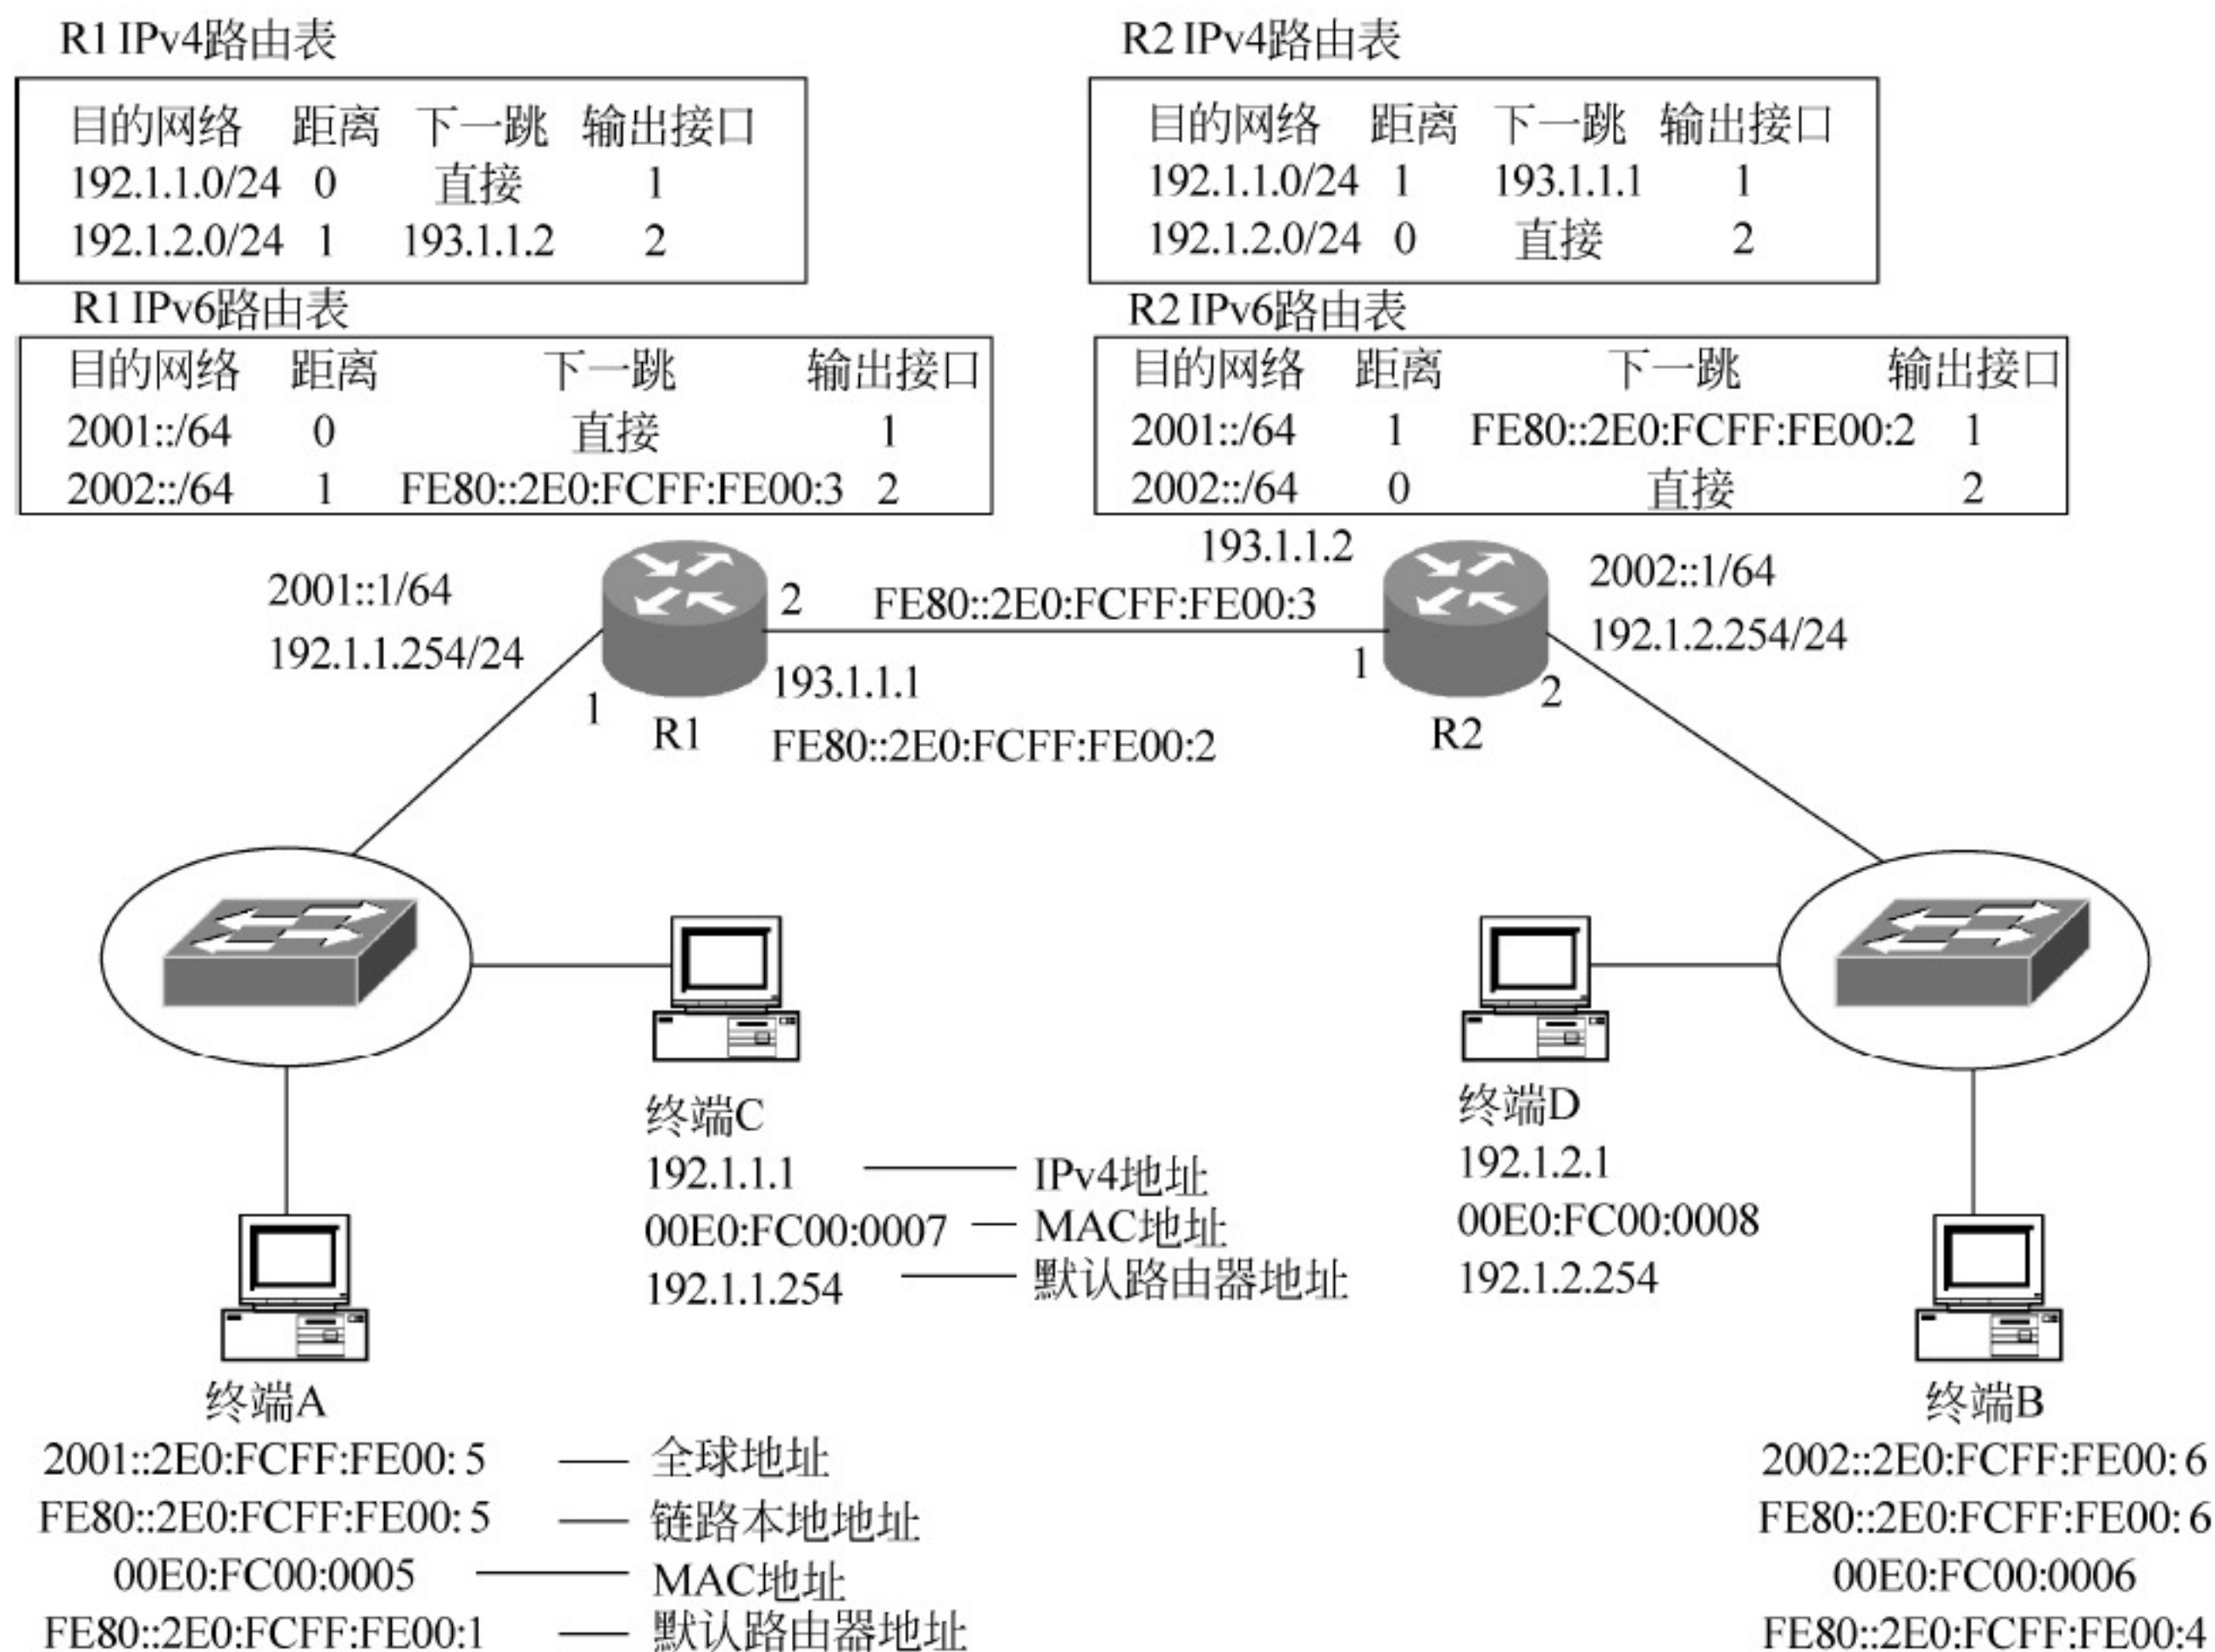 R1 IPv4路由表
目的网络 距离 下一跳 输出接口
192.1.1.0/24 0 直接 1
192.1.2.0/24 1 193.1.1.2 2
R2 IPv4路由表
目的网络 距离 下一跳 输出接口
192.1.1.0/24 1 193.1.1.1 1
192.1.2.0/24 0 直接 2
R1 IPv6路由表
目的网络 距离 下一跳 输出接口
2001::/64 0 直接 1
2002::/64 1 FE80::2E0:FCFF:FE00:3 2
R2 IPv6路由表
目的网络 距离 下一跳 输出接口
2001::/64 1 FE80::2E0:FCFF:FE00:2 1
2002::/64 0 直接 2
2001::1/64
192.1.1.254/24
1
R1
2
193.1.1.1
FE80::2E0:FCFF:FE00:2
193.1.1.2
FE80::2E0:FCFF:FE00:3
1
R2
2
2002::1/64
192.1.2.254/24
终端C
192.1.1.1 IPv4地址
00E0:FC00:0007 MAC地址
192.1.1.254 默认路由器地址
终端D
192.1.2.1
00E0:FC00:0008
192.1.2.254
终端A
2001::2E0:FCFF:FE00:5 全球地址
FE80::2E0:FCFF:FE00:5 链路本地地址
00E0:FC00:0005 MAC地址
FE80::2E0:FCFF:FE00:1 默认路由器地址
终端B
2002::2E0:FCFF:FE00:6
FE80::2E0:FCFF:FE00:6
00E0:FC00:0006
FE80::2E0:FCFF:FE00:4